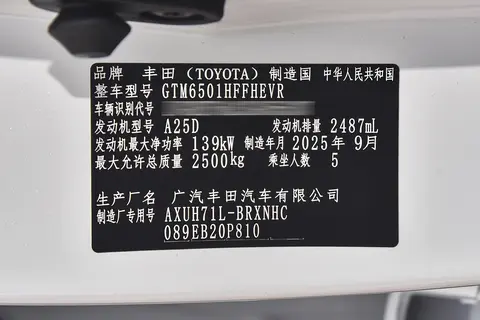 品牌 丰田（TOYOTA）制造国 中华人民共和国
整车型号 GTM6501HFFHEVR
车辆识别代号
发动机型号 A25D 发动机排量 2487mL
发动机最大净功率 139kW 制造年月 2025年9月
最大允许总质量 2500kg 乘坐人数 5
生产厂名 广汽丰田汽车有限公司
制造厂专用号 AXUH71L-BRXNHC
089EB20P810